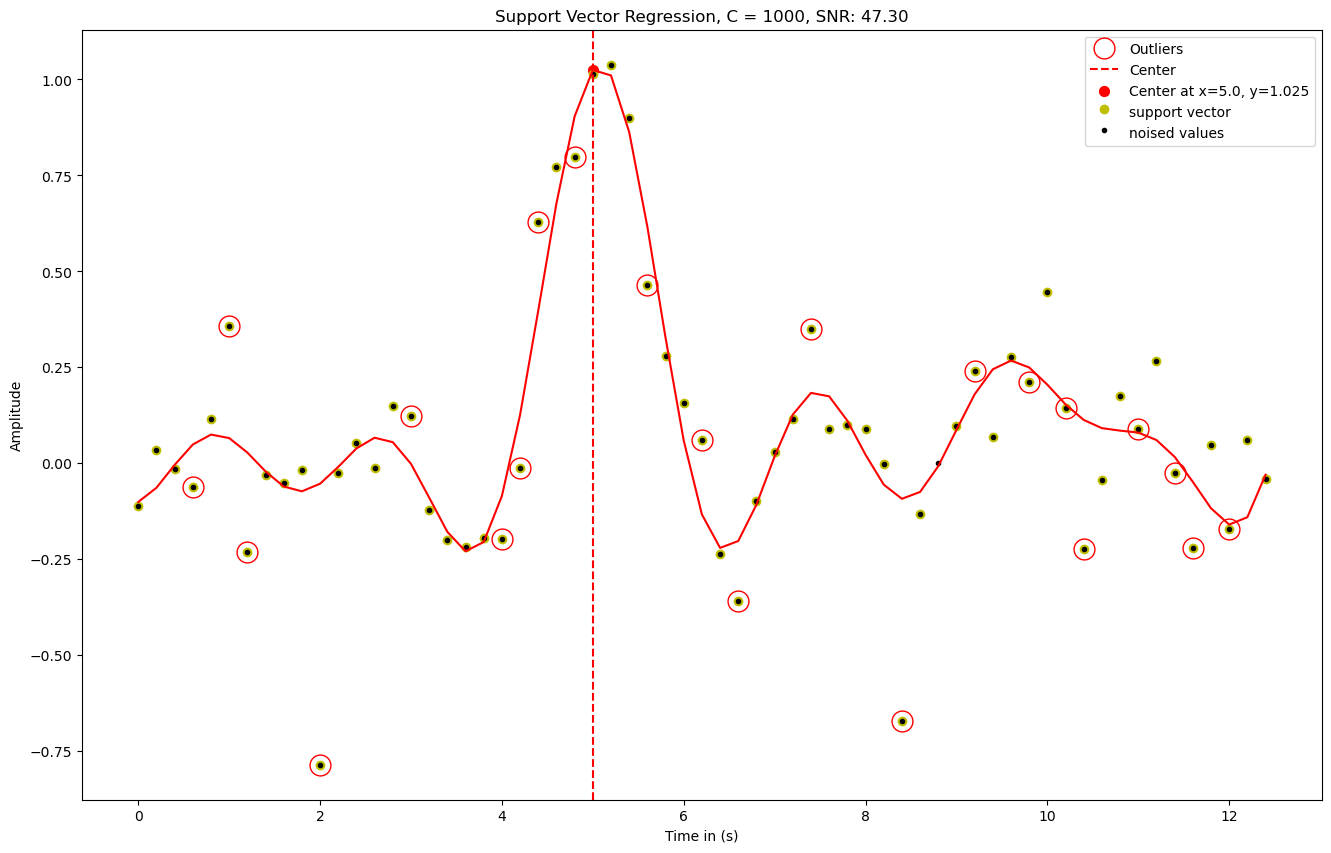 Support Vector Regression, C = 1000, SNR: 47.30
Outliers
Center
Center at x=5.0, y=1.025
support vector
noised values
Amplitude
1.00
0.75
0.50
0.25
0.00
−0.25
−0.50
−0.75
0 2 4 6 8 10 12
Time in (s)